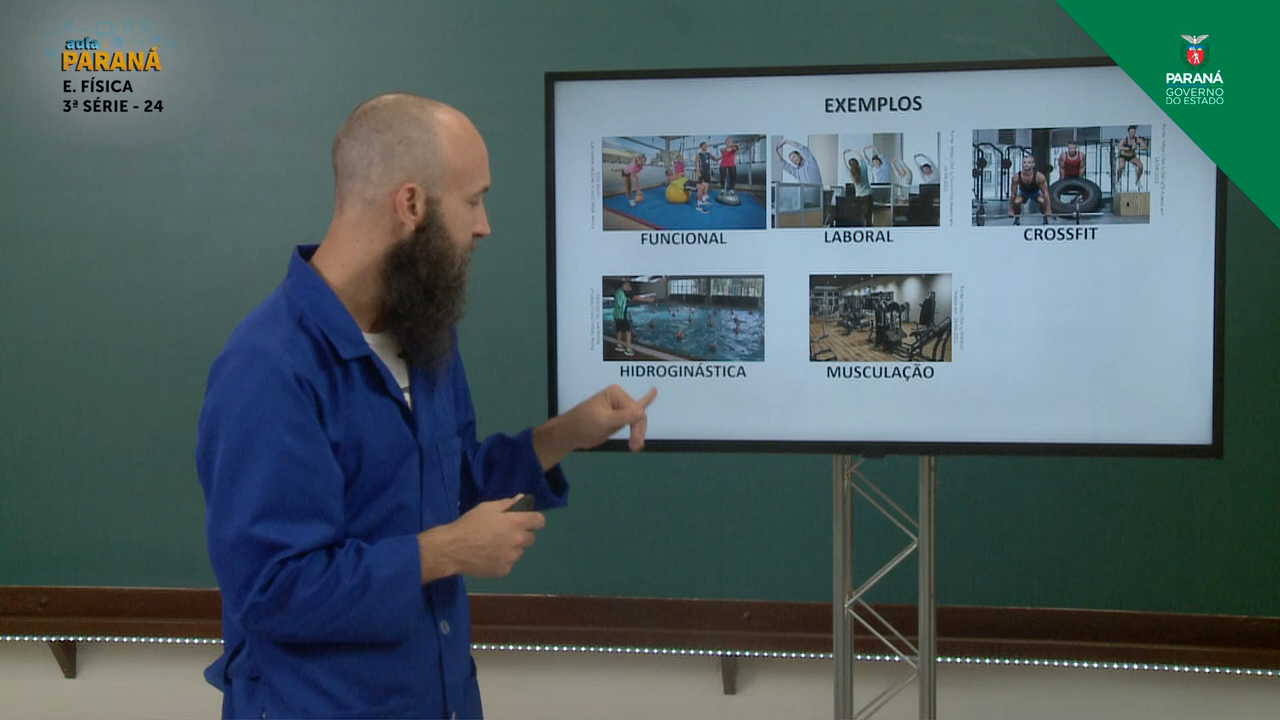 aula
PARANÁ
E. FÍSICA
3ª SÉRIE - 24
PARANÁ
GOVERNO
DO ESTADO
EXEMPLOS
FUNCIONAL
LABORAL
CROSSFIT
HIDROGINÁSTICA
MUSCULAÇÃO